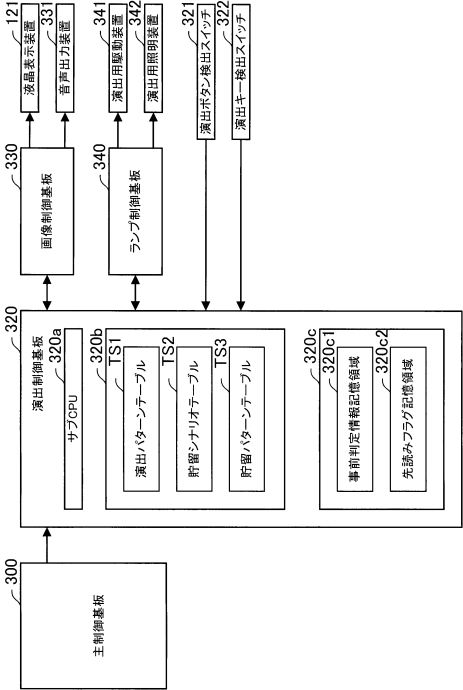 300
主制御基板
320
演出制御基板
320a
サブCPU
320b
TS1
演出パターンテーブル
TS2
貯留シナリオテーブル
TS3
貯留パターンテーブル
320c
320c1
事前判定情報記憶領域
320c2
先読みフラグ記憶領域
330
画像制御基板
340
ランプ制御基板
121
液晶表示装置
331
音声出力装置
341
演出用駆動装置
342
演出用照明装置
321
演出ボタン検出スイッチ
322
演出キー検出スイッチ